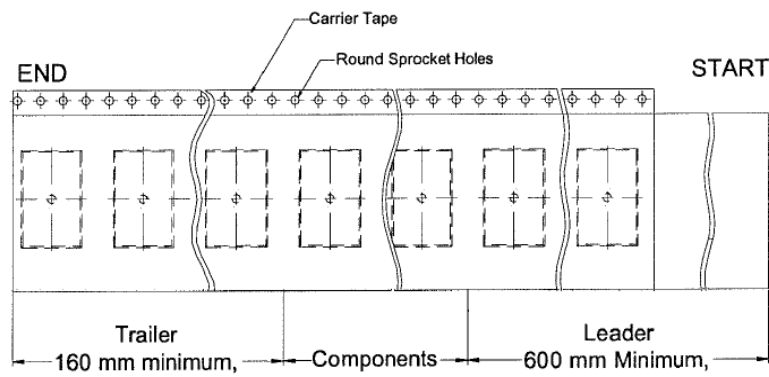 Carrier Tape
Round Sprocket Holes
END
START
Trailer
160 mm minimum,
Components
Leader
600 mm Minimum,